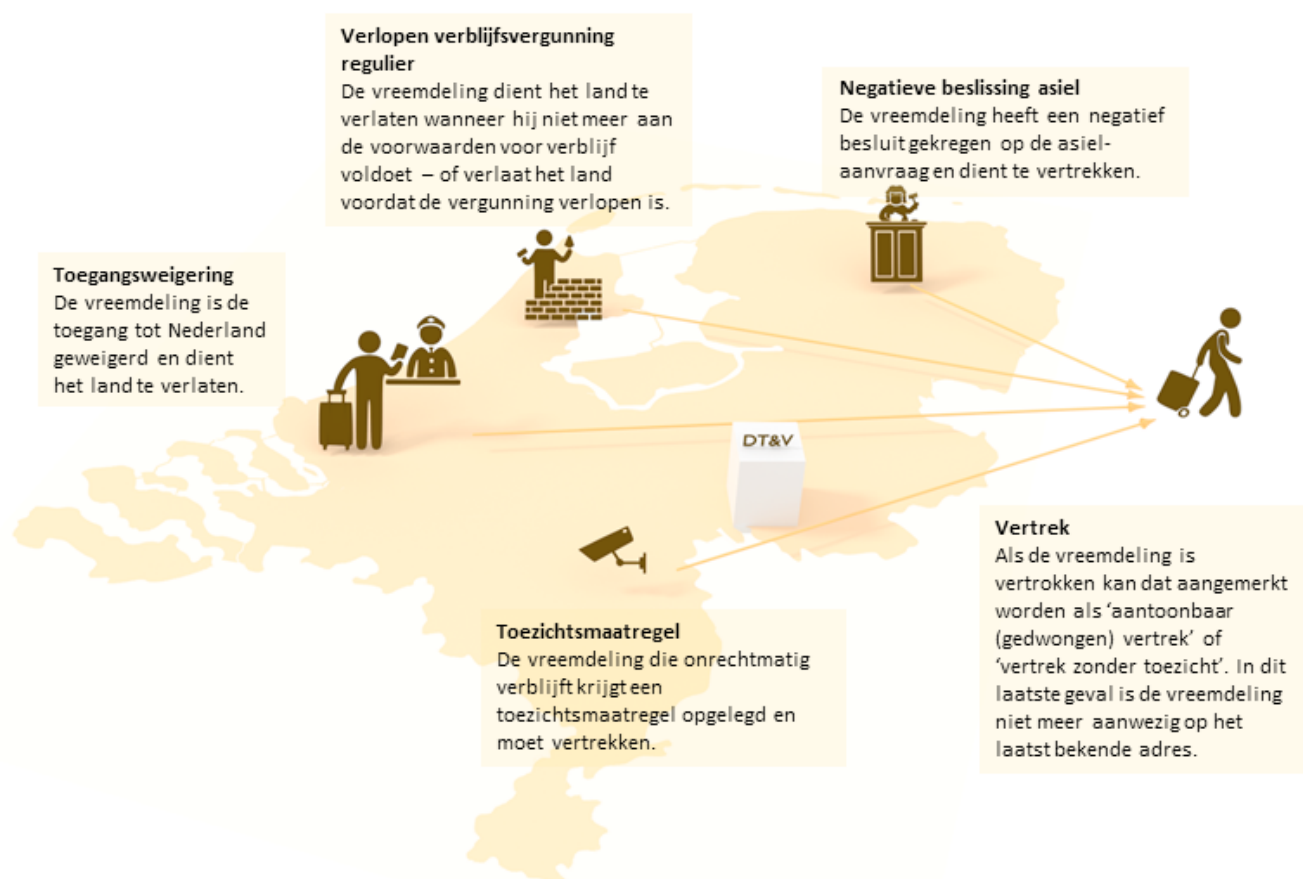 Verlopen verblijfsvergunning
regulier
De vreemdeling dient het land te
verlaten wanneer hij niet meer aan
de voorwaarden voor verblijf
voldoet – of verlaat het land
voordat de vergunning verlopen is.
Negatieve beslissing asiel
De vreemdeling heeft een negatief
besluit gekregen op de asiel-
aanvraag en dient te vertrekken.
Toegangsweigering
De vreemdeling is de
toegang tot Nederland
geweigerd en dient
het land te verlaten.
DT&V
Toezichtsmaatregel
De vreemdeling die onrechtmatig
verblijft krijgt een
toezichtsmaatregel opgelegd en
moet vertrekken.
Vertrek
Als de vreemdeling is
vertrokken kan dat aangemerkt
worden als ‘aantoonbaar
(gedwongen) vertrek’ of
‘vertrek zonder toezicht’. In dit
laatste geval is de vreemdeling
niet meer aanwezig op het
laatst bekende adres.